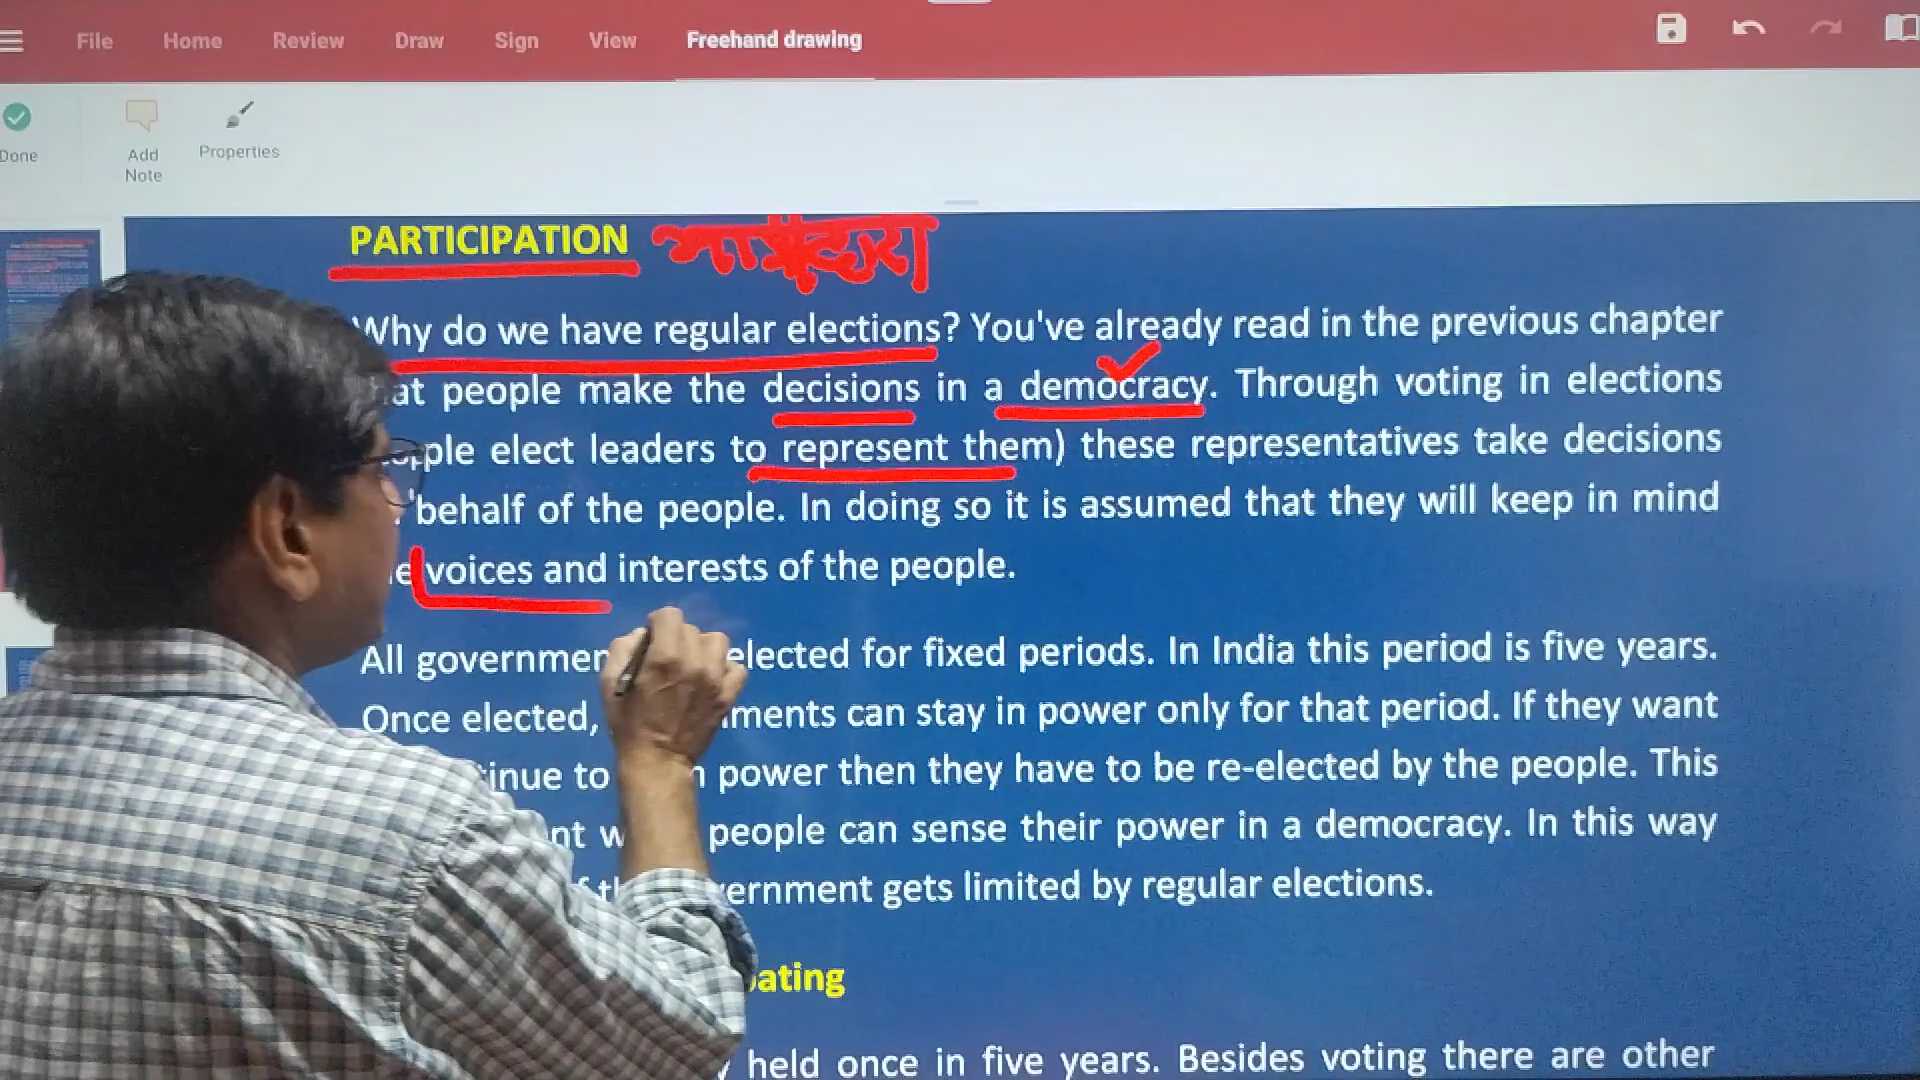 File Home Review Draw Sign View Freehand drawing
Done Add Note Properties
PARTICIPATION
Why do we have regular elections? You've already read in the previous chapter
at people make the decisions in a democracy. Through voting in elections
ple elect leaders to represent them) these representatives take decisions
behalf of the people. In doing so it is assumed that they will keep in mind
voices and interests of the people.
All governmen elected for fixed periods. In India this period is five years.
Once elected, nments can stay in power only for that period. If they want
tinue to n power then they have to be re-elected by the people. This
nt w people can sense their power in a democracy. In this way
f th vernment gets limited by regular elections.
pating
y held once in five years. Besides voting there are other